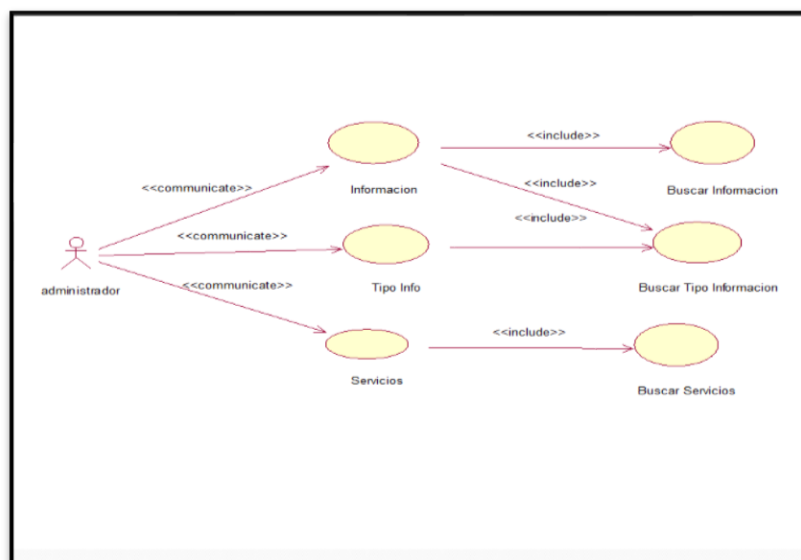 <<include>>
<<communicate>>
Informacion
Buscar Informacion
<<include>>
<<communicate>>
<<include>>
administrador
<<communicate>>
Tipo Info
Buscar Tipo Informacion
<<include>>
Servicios
Buscar Servicios